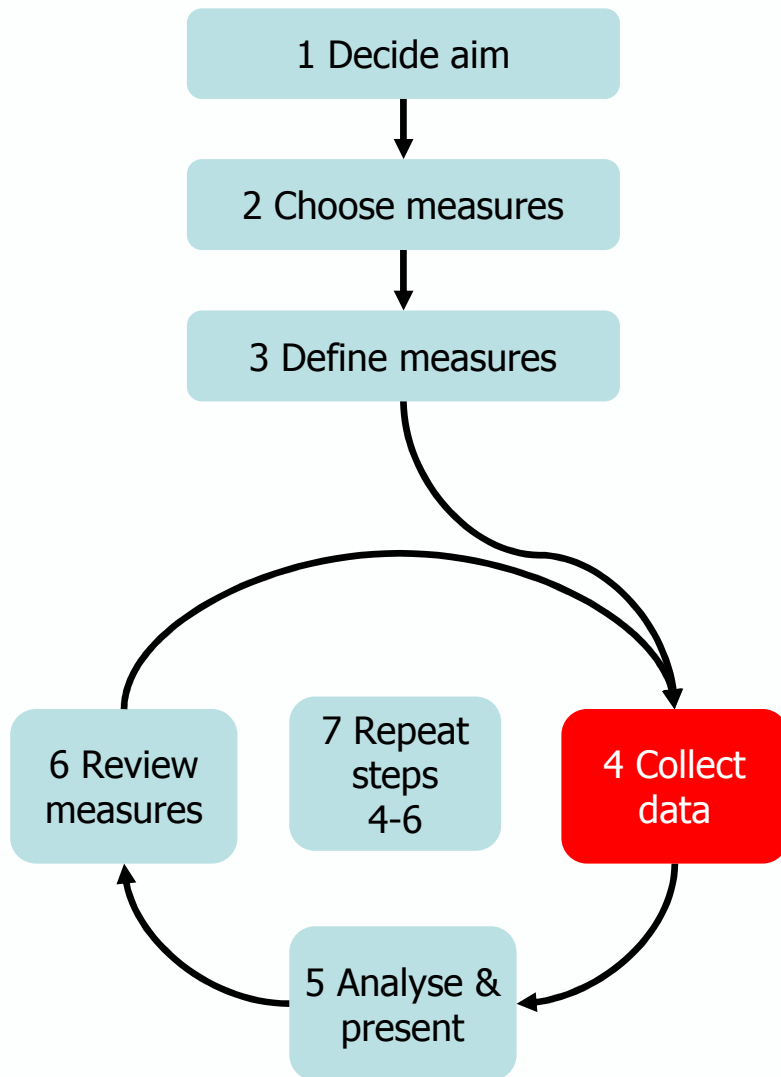 1 Decide aim
2 Choose measures
3 Define measures
4 Collect
data
5 Analyse &
present
6 Review
measures
7 Repeat
steps
4-6